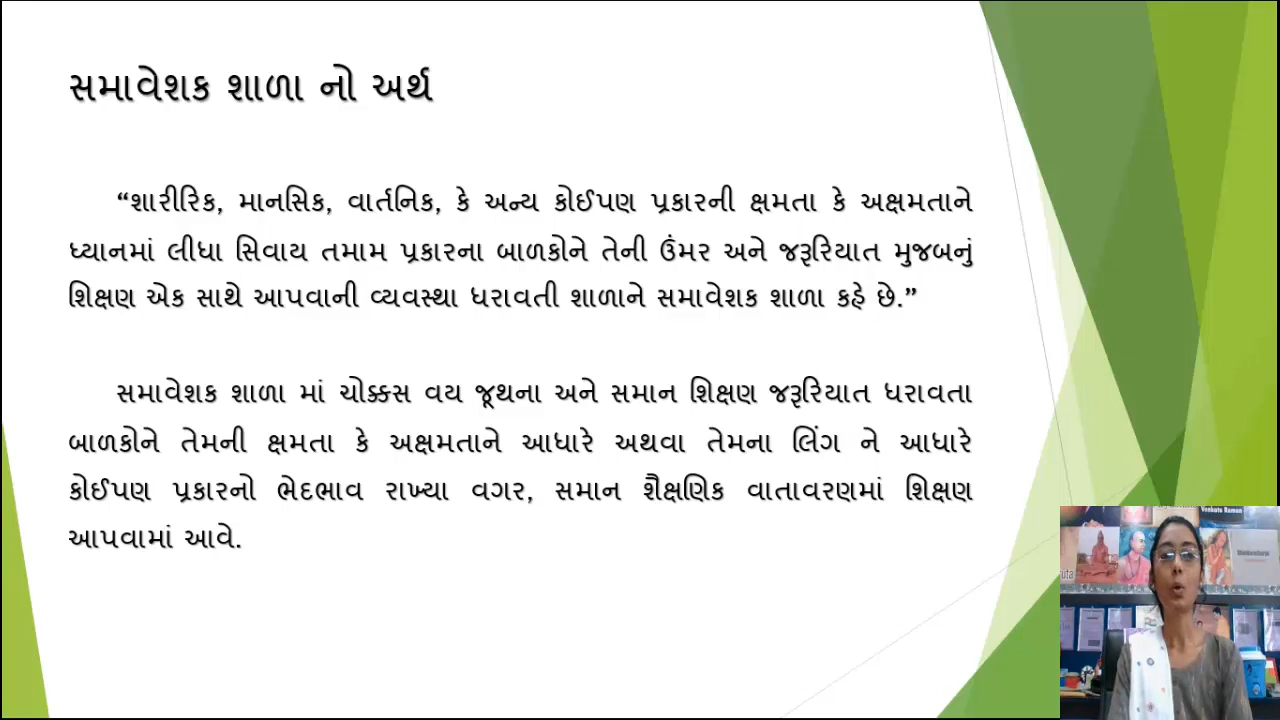 સમાવેશક શાળા નો અર્થ
“શારીરિક, માનસિક, વાર્તનિક, કે અન્ય કોઈપણ પ્રકારની ક્ષમતા કે અક્ષમતાને
ધ્યાનમાં લીધા સિવાય તમામ પ્રકારના બાળકોને તેની ઉંમર અને જરૂરિયાત મુજબનું
શિક્ષણ એક સાથે આપવાની વ્યવસ્થા ધરાવતી શાળાને સમાવેશક શાળા કહે છે.”
સમાવેશક શાળા માં ચોક્કસ વય જૂથના અને સમાન શિક્ષણ જરૂરિયાત ધરાવતા
બાળકોને તેમની ક્ષમતા કે અક્ષમતાને આધારે અથવા તેમના લિંગ ને આધારે
કોઈપણ પ્રકારનો ભેદભાવ રાખ્યા વગર, સમાન શૈક્ષણિક વાતાવરણમાં શિક્ષણ
આપવામાં આવે.
Venkata Raman